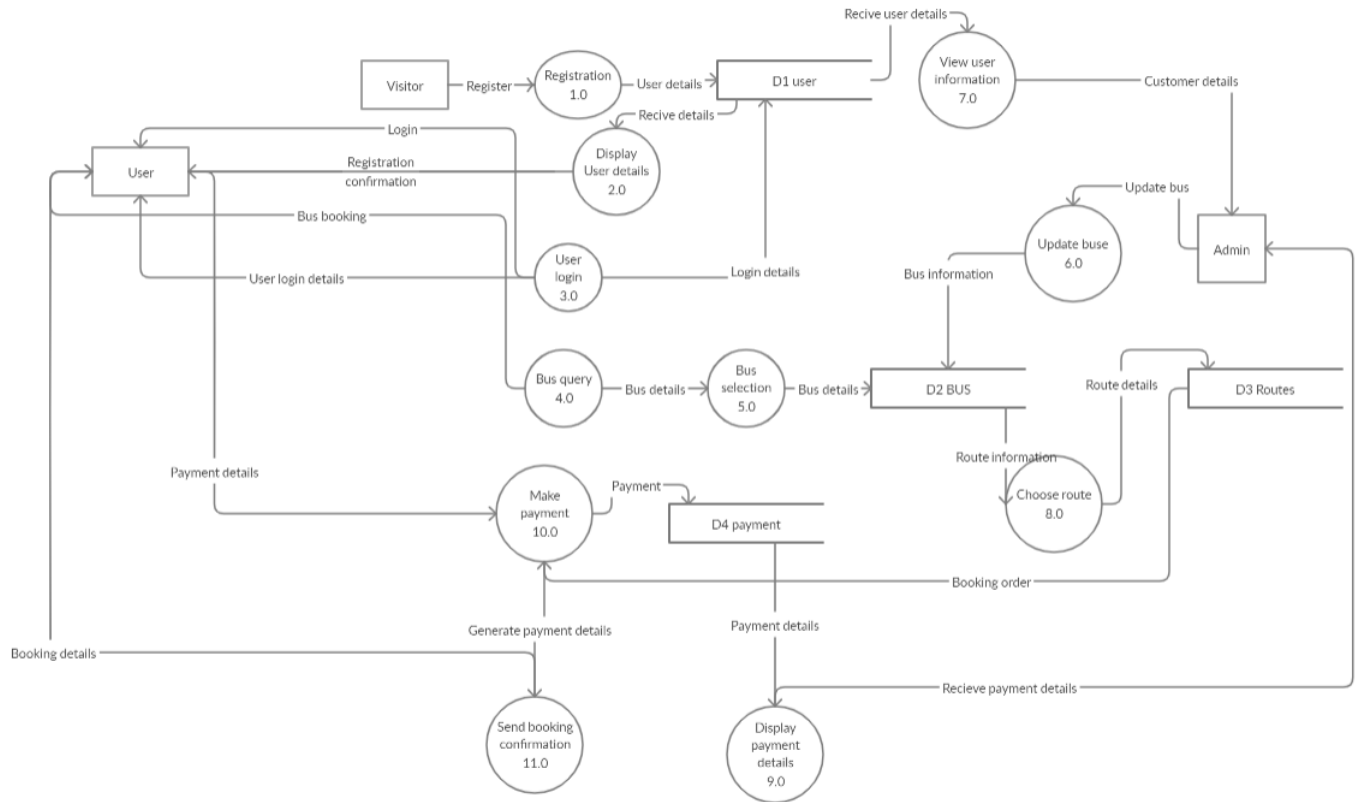 Recive user details
View user
information
7.0
Customer details
Visitor
Register
Registration
1.0
User details
D1 user
Recive details
Login
Display
User details
2.0
User
Registration
confirmation
Bus booking
Update bus
Admin
Update buse
6.0
User
login
3.0
User login details
Login details
Bus information
Bus query
4.0
Bus details
Bus
selection
5.0
Bus details
D2 BUS
Route details
D3 Routes
Route information
Choose route
8.0
Payment details
Make
payment
10.0
Payment
D4 payment
Booking order
Generate payment details
Payment details
Booking details
Recieve payment details
Send booking
confirmation
11.0
Display
payment
details
9.0